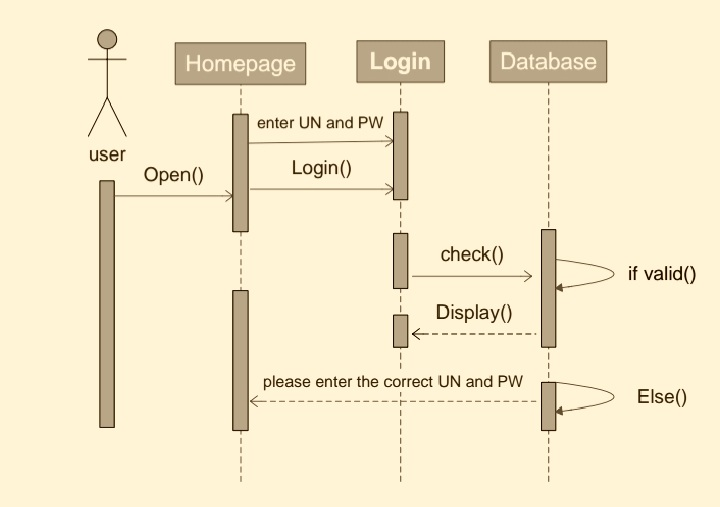 Homepage
Login
Database
user
enter UN and PW
Open()
Login()
check()
if valid()
Display()
please enter the correct UN and PW
Else()